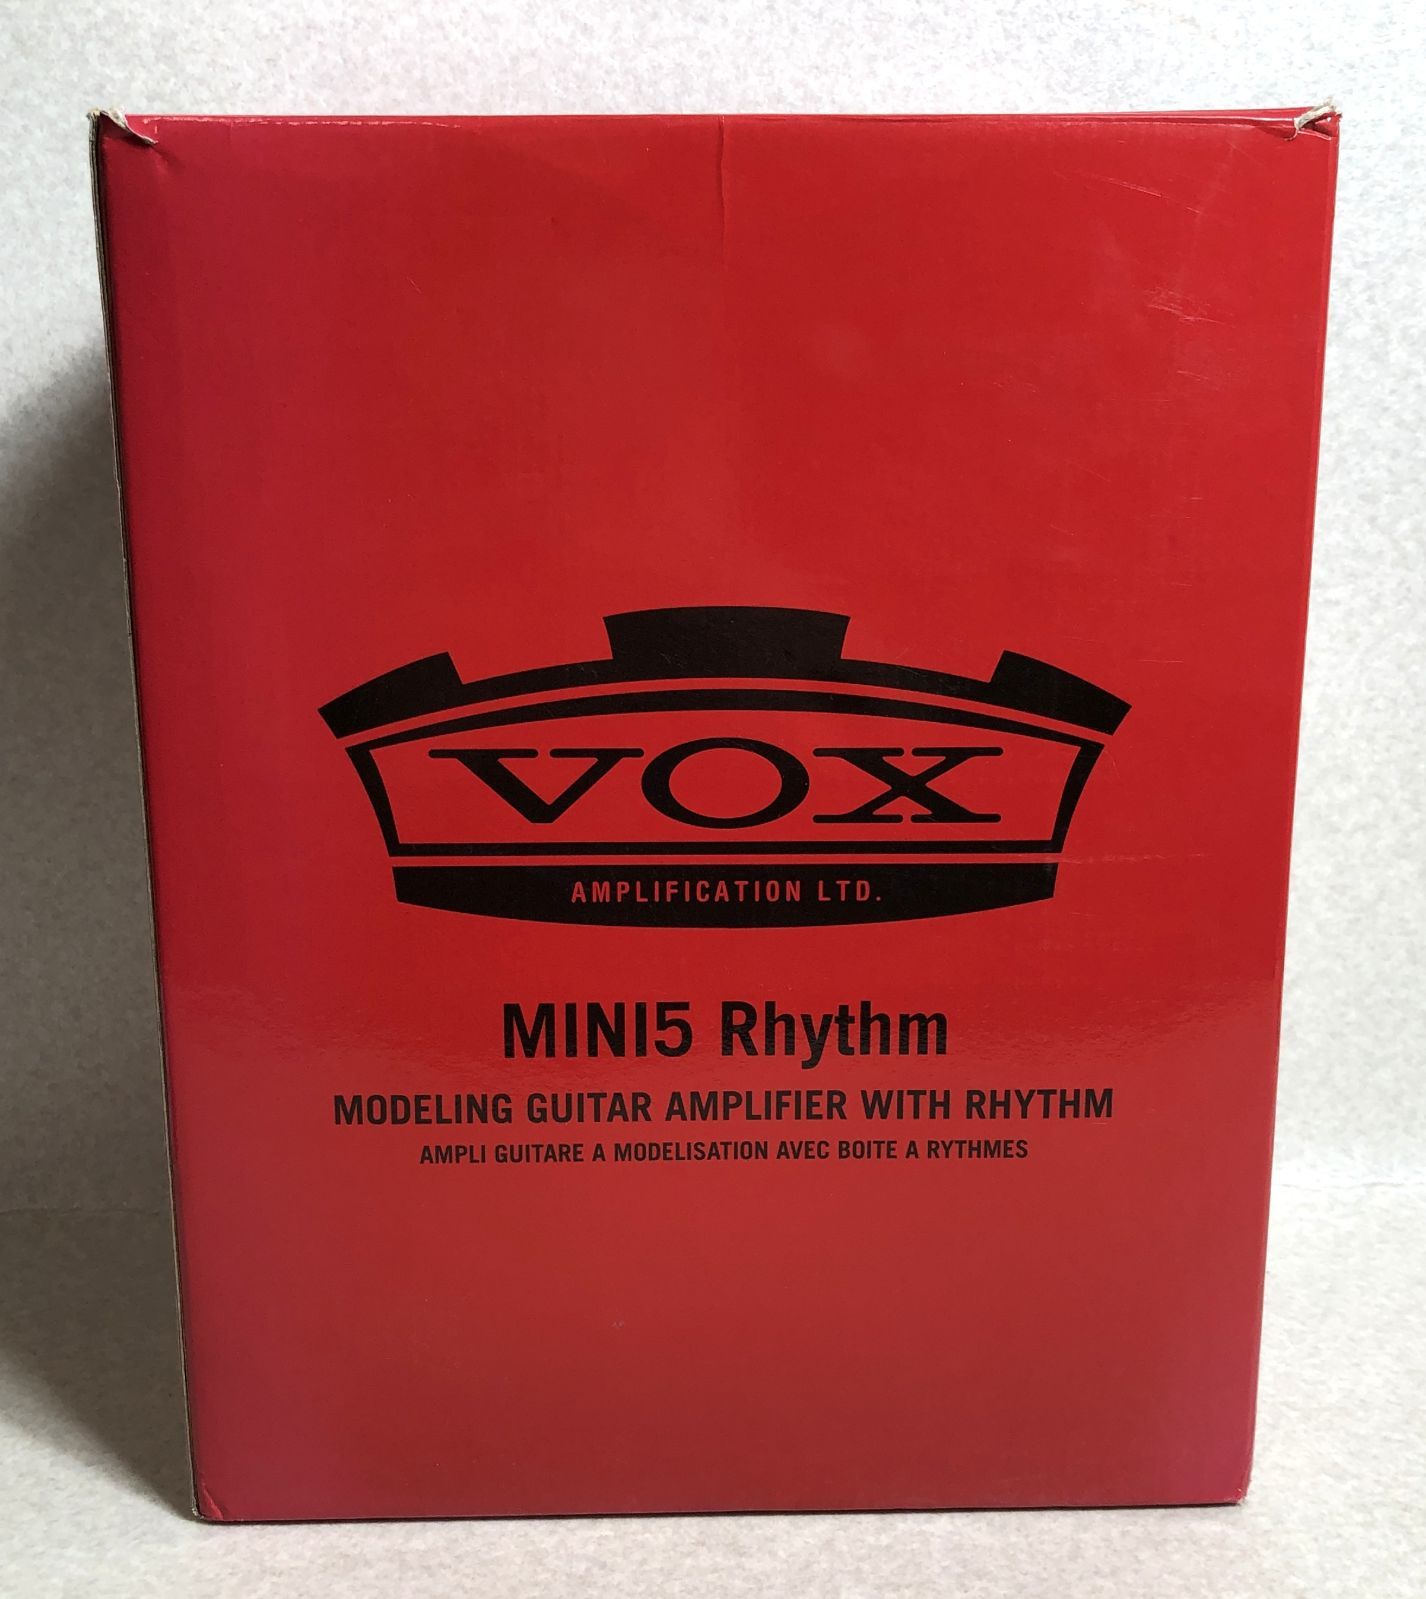 VOX
AMPLIFICATION LTD.
MINI5 Rhythm
MODELING GUITAR AMPLIFIER WITH RHYTHM
AMPLI GUITARE A MODELISATION AVEC BOITE A RYTHMES